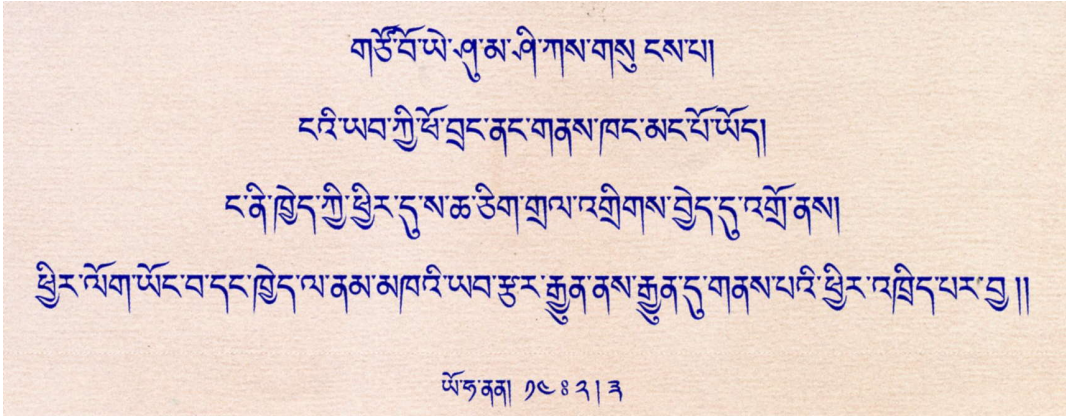 གཙོ་བོ་ཡེ་ཤུ་མ་ཤི་ཀས་གསུ ངས་པ།
ངའི་ཡབ་ཀྱི་ཕོ་བྲང་ནང་གནས་ཁང་མང་པོ་ཡོད།
ང་ནི་ཁྱེད་ཀྱི་ཕྱིར་དུ་ས་ཆ་ཅིག་གྲལ་འགྲིགས་བྱེད་དུ་འགྲོ་ནས།
ཕྱིར་ལོག་ཡོང་བ་དང་ཁྱེད་ལ་ནམ་མཁའི་ཡབ་རྩར་རྒྱུན་ནས་རྒྱུན་དུ་གནས་པའི་ཕྱིར་འཁྲིད་པར་བྱ །།
ཡོ་ཧ་ནན། ༡༤ ༔ ༢ । ༣